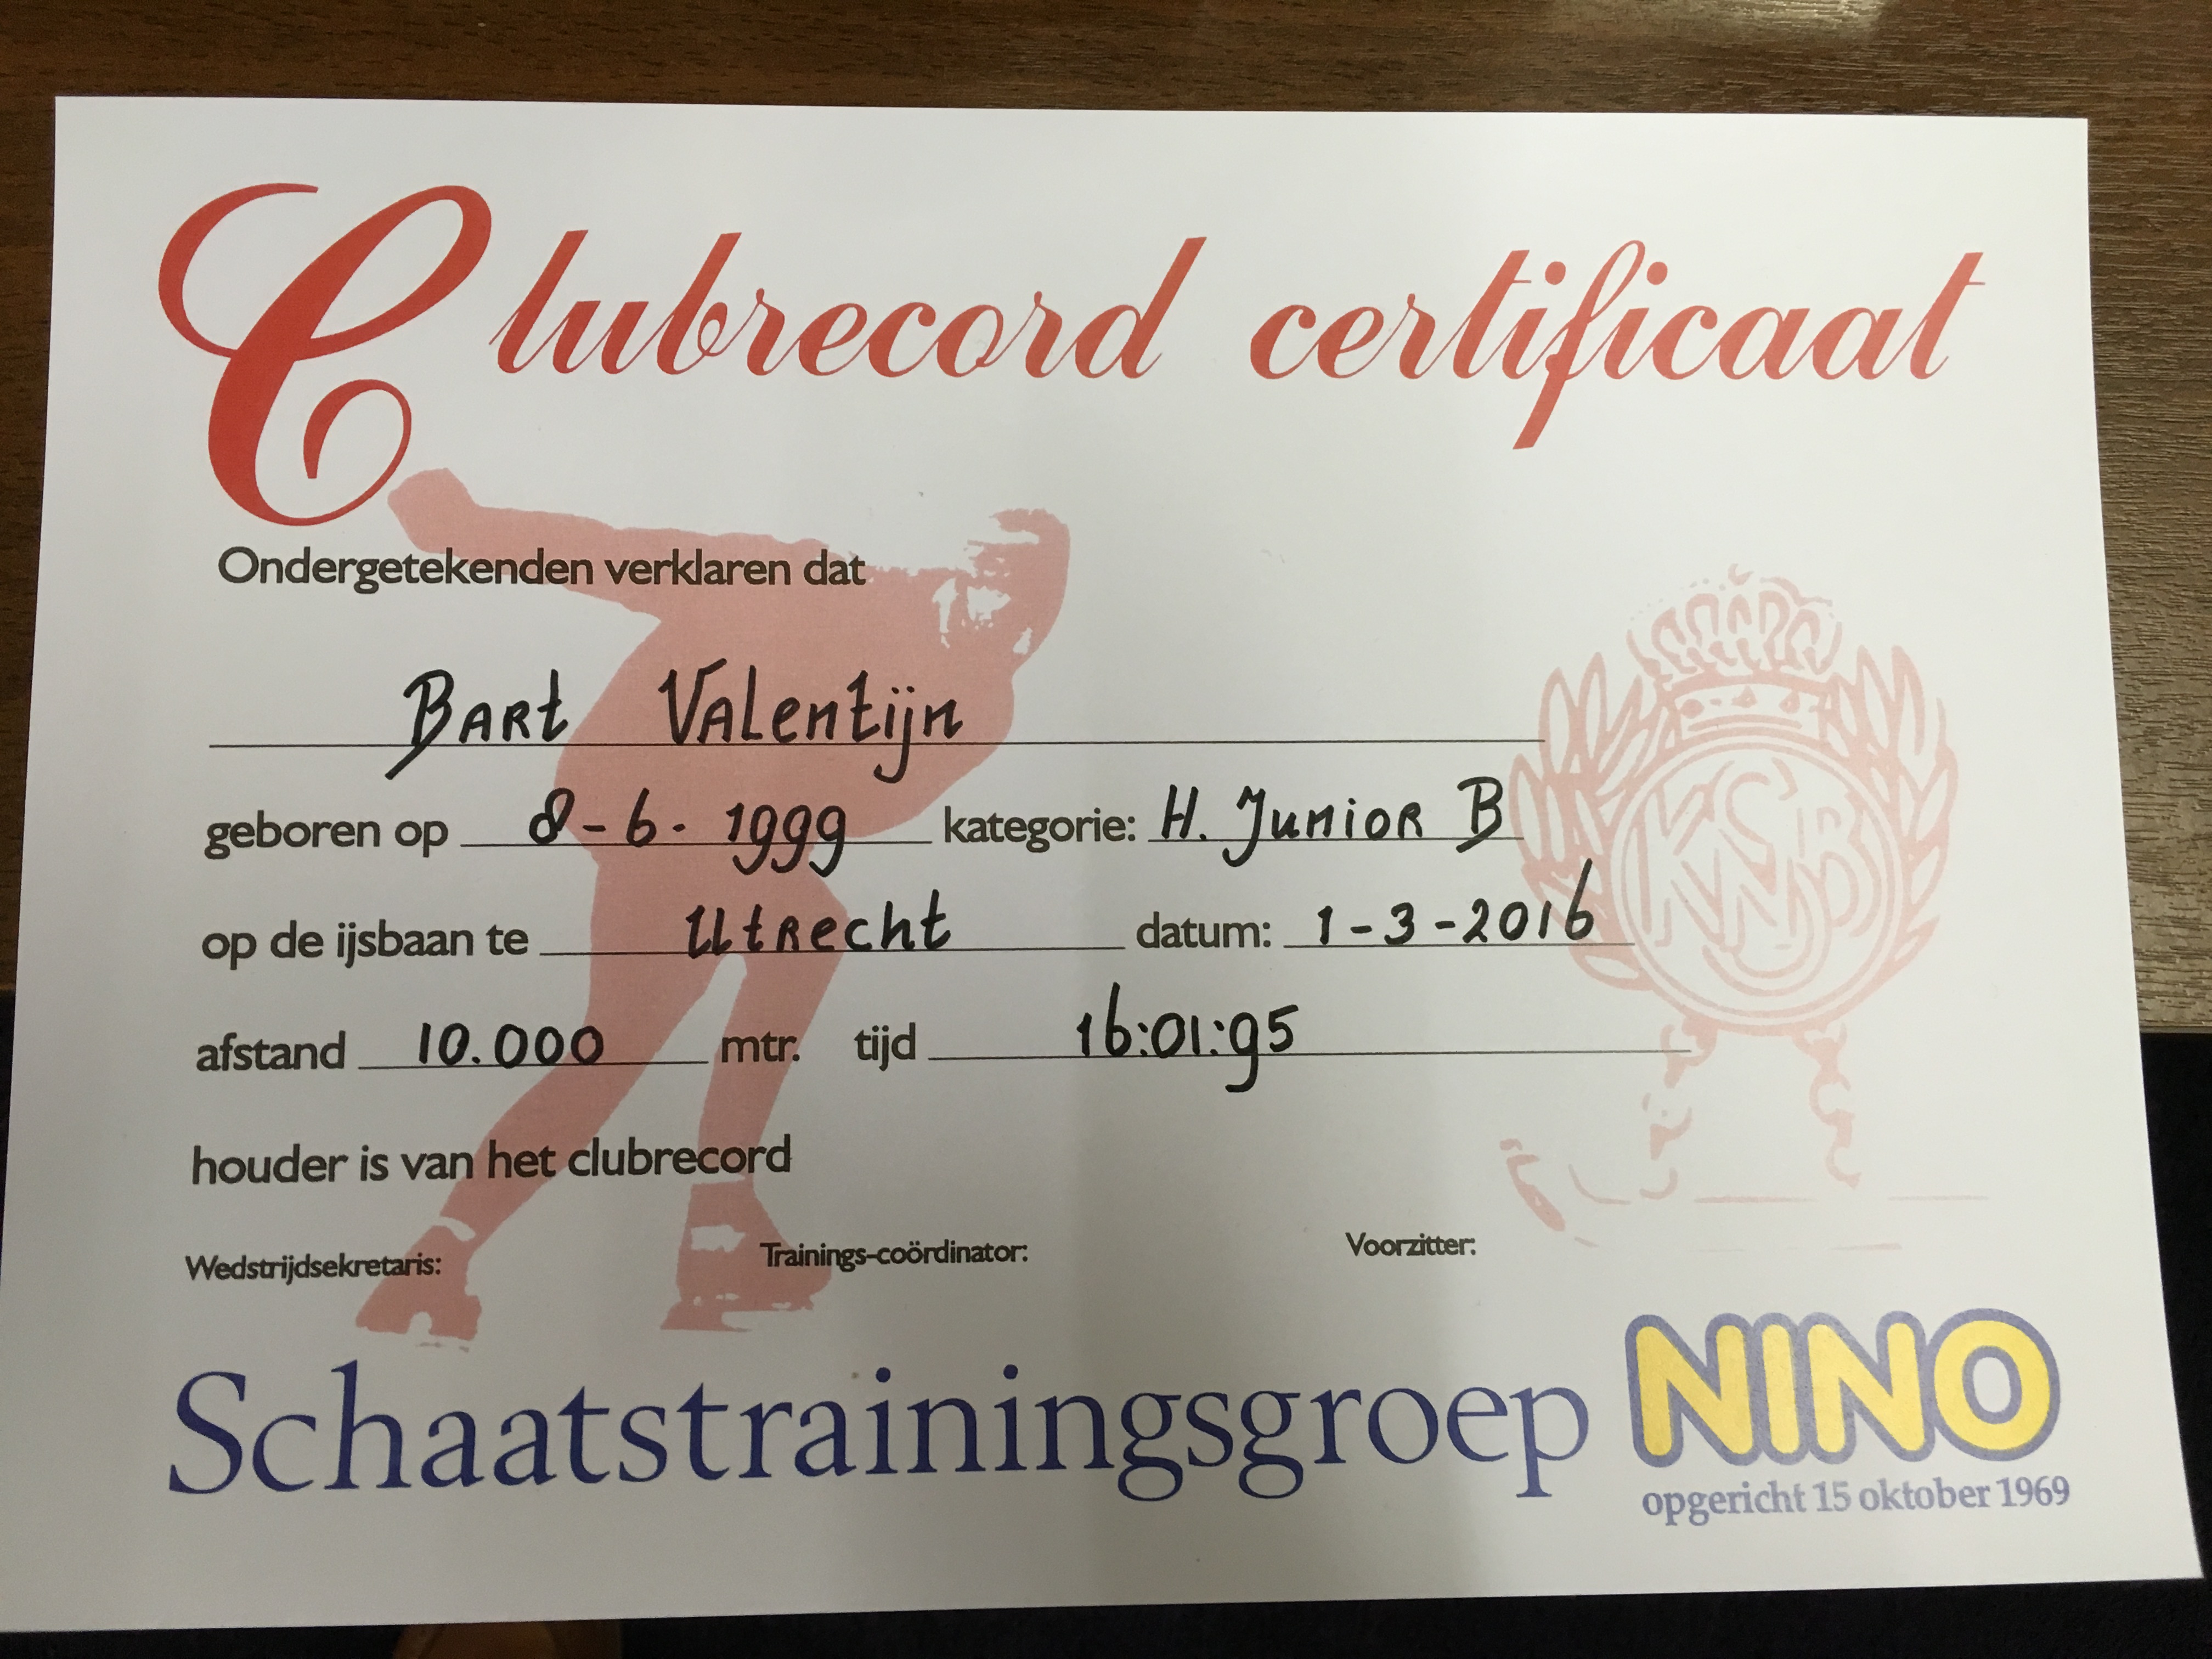 Clubrecord certificaat
Ondergetekenden verklaren dat
Bart Valentijn
geboren op 8-6-1999 kategorie: H. Junior B
op de ijsbaan te Utrecht datum: 1-3-2016
afstand 10.000 mtr. tijd 16:01:95
houder is van het clubrecord
Wedstrijdsekretaris: Trainings-coördinator: Voorzitter:
Schaatstrainingsgroep NINO
opgericht 15 oktober 1969
KNSB